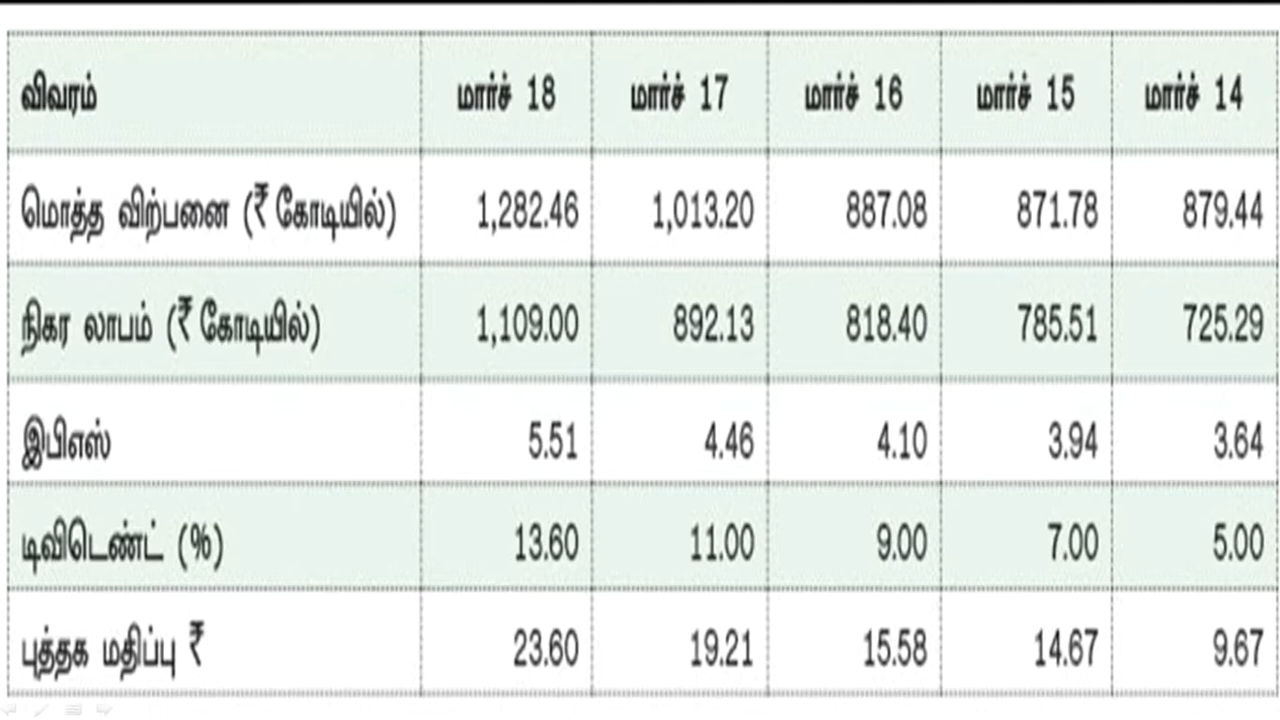 விவரம் மார்ச் 18 மார்ச் 17 மார்ச் 16 மார்ச் 15 மார்ச் 14
மொத்த விற்பனை (₹ கோடியில்) 1,282.46 1,013.20 887.08 871.78 879.44
நிகர லாபம் (₹ கோடியில்) 1,109.00 892.13 818.40 785.51 725.29
இபிஎஸ் 5.51 4.46 4.10 3.94 3.64
டிவிடெண்ட் (%) 13.60 11.00 9.00 7.00 5.00
புத்தக மதிப்பு ₹ 23.60 19.21 15.58 14.67 9.67